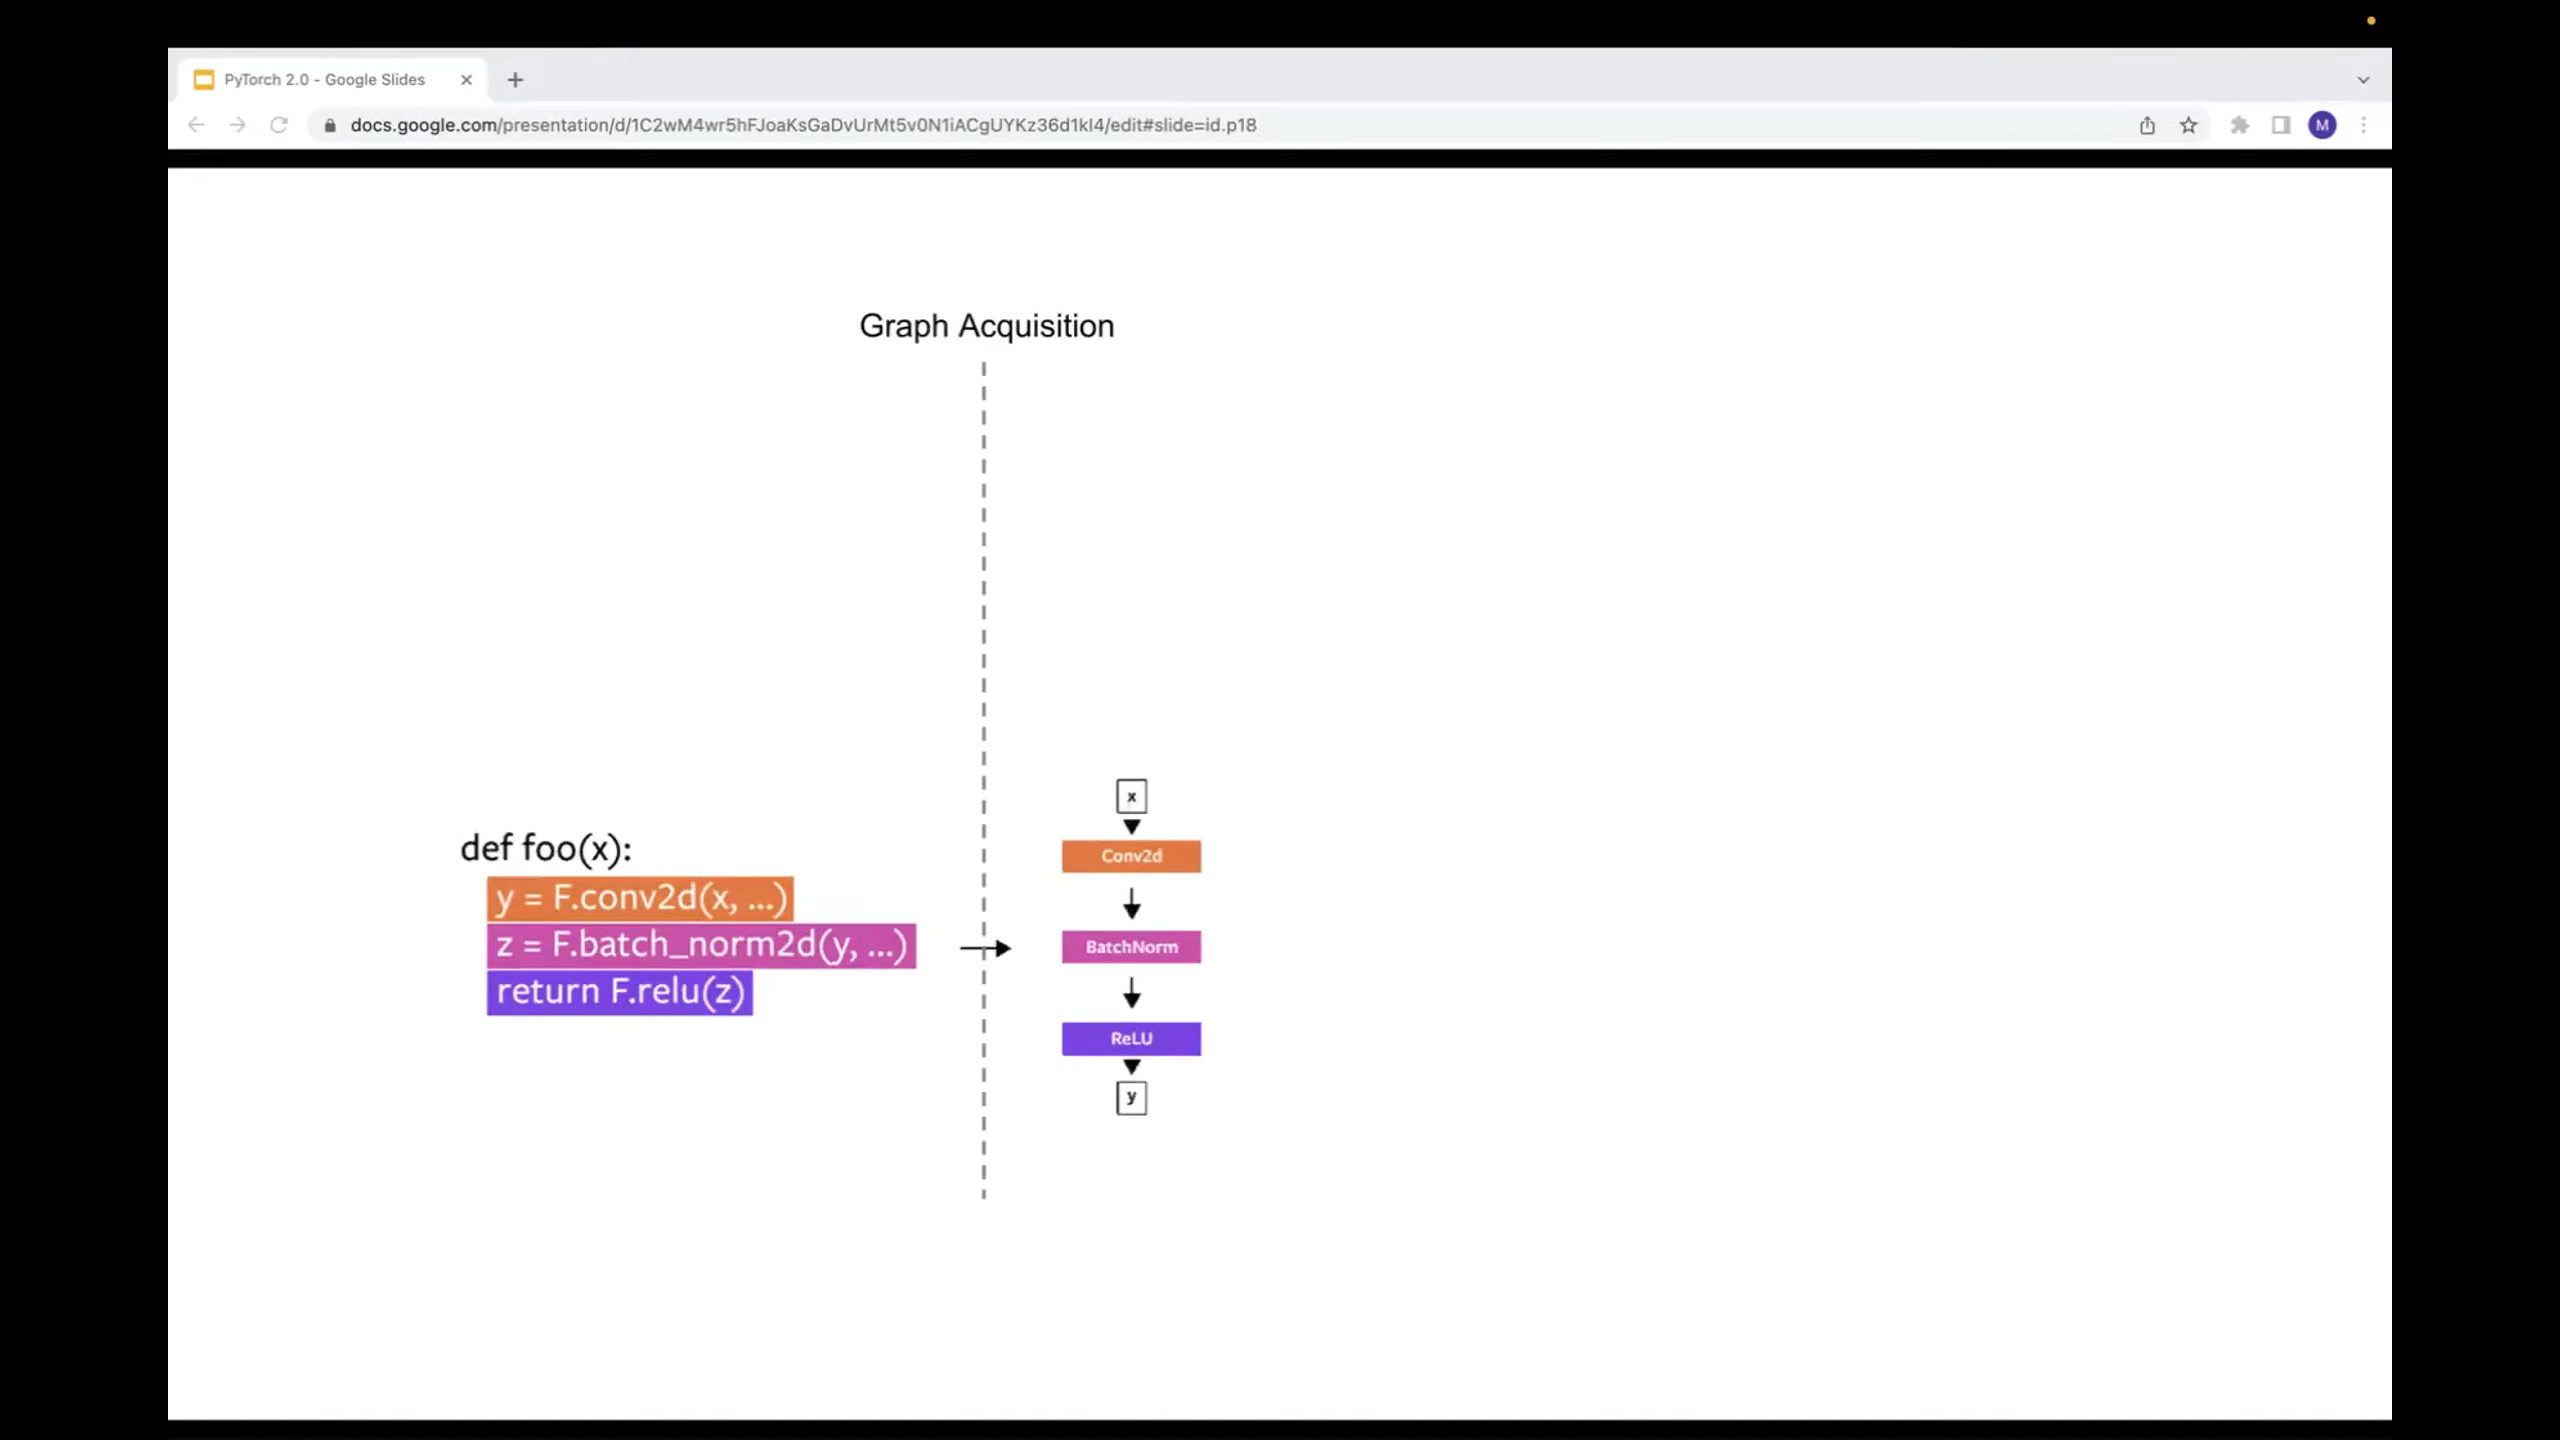 PyTorch 2.0 - Google Slides
docs.google.com/presentation/d/1C2wM4wr5hFJoaKsGaDvUrMt5v0N1iACgUYKz36d1kI4/edit#slide=id.p18
M
Graph Acquisition
def foo(x):
y = F.conv2d(x, ...)
z = F.batch_norm2d(y, ...)
return F.relu(z)
x
Conv2d
BatchNorm
ReLU
y